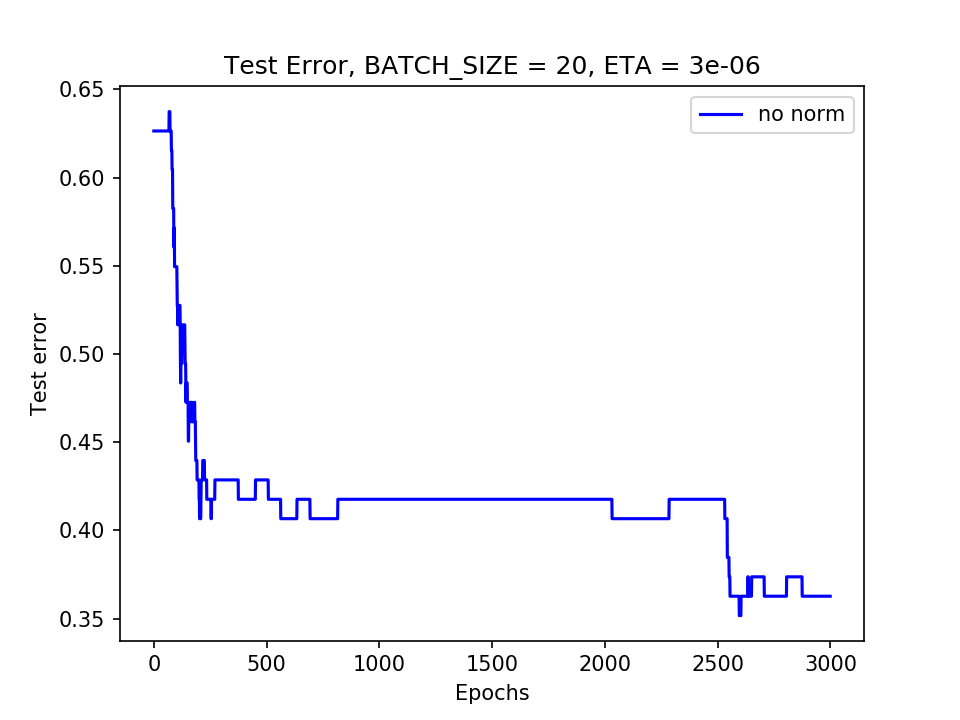 Test Error, BATCH_SIZE = 20, ETA = 3e-06
no norm
0.65
0.60
0.55
0.50
0.45
0.40
0.35
Test error
0 500 1000 1500 2000 2500 3000
Epochs